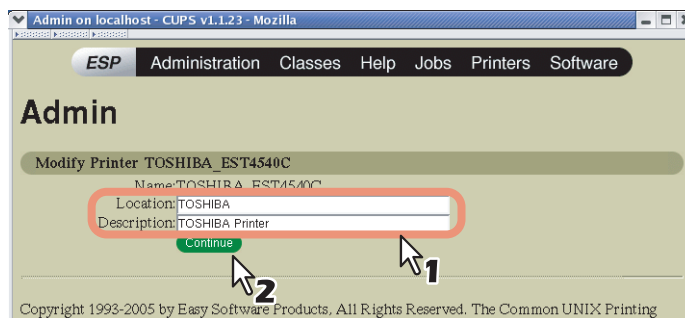 Admin on localhost - CUPS v1.1.23 - Mozilla
ESP Administration Classes Help Jobs Printers Software
Admin
Modify Printer TOSHIBA_EST4540C
Name:TOSHIBA_EST4540C
Location:TOSHIBA
Description:TOSHIBA Printer
Continue
1
2
Copyright 1993-2005 by Easy Software Products, All Rights Reserved. The Common UNIX Printing